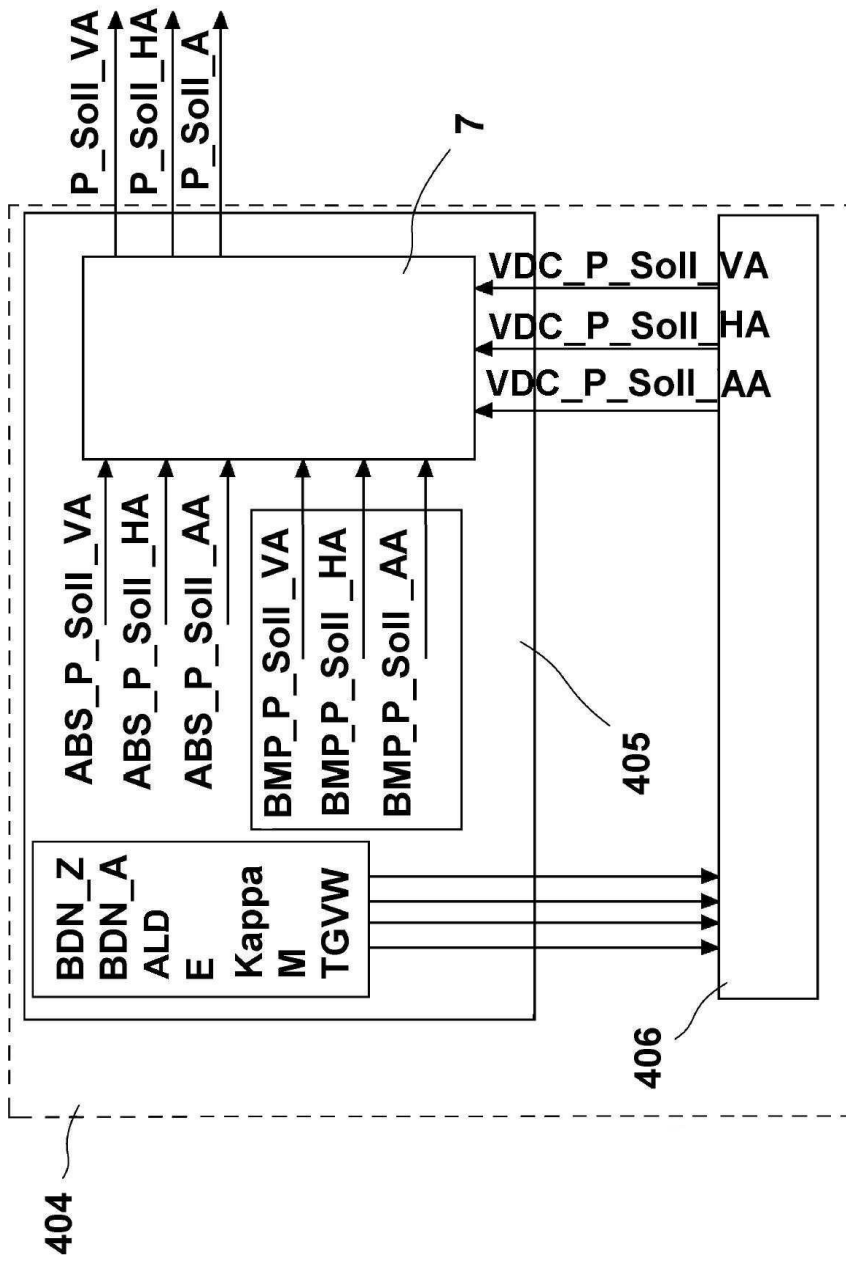 P_Soll_VA
P_Soll_HA
P_Soll_A
7
VDC_P_Soll_VA
VDC_P_Soll_HA
VDC_P_Soll_AA
ABS_P_Soll_VA
ABS_P_Soll_HA
ABS_P_Soll_AA
BMP_P_Soll_VA
BMP_P_Soll_HA
BMP_P_Soll_AA
405
BDN_Z
BDN_A
ALD
E
Kappa
M
TGVW
406
404